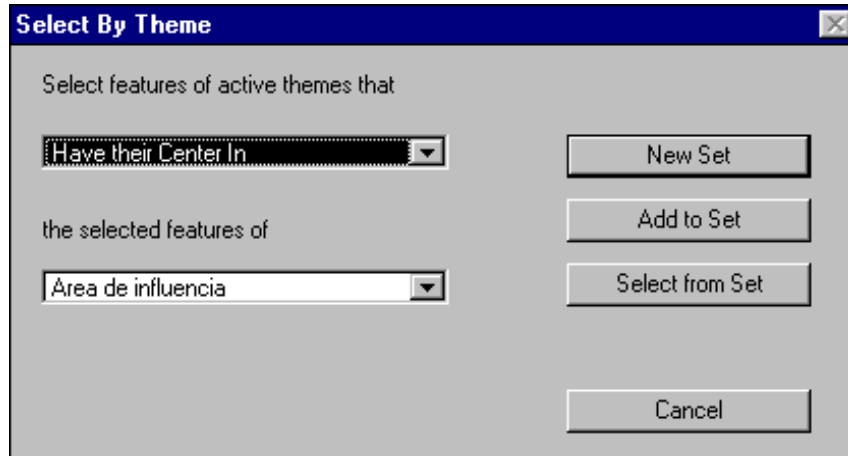 Select By Theme
Select features of active themes that
Have their Center In
New Set
the selected features of
Add to Set
Area de influencia
Select from Set
Cancel